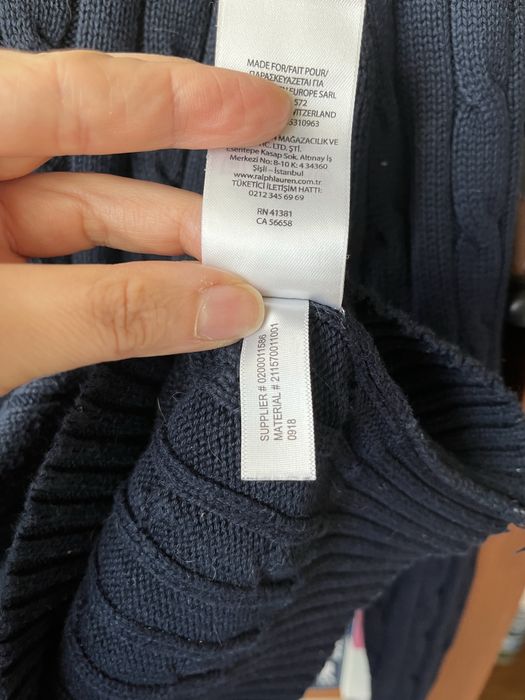 MADE FOR/FAIT POUR/
ΠΑΡΑΣΚΕΥΑΖΕΤΑΙ ΓΙΑ
EUROPE SARL
572
5310963
MAĞAZACILIK VE
TIC. LTD. ŞTİ.
Esentepe Kasap Sok. Altınay İş
Merkezi No: 8-10 K: 4 34360
Şişli - İstanbul
www.ralphlauren.com.tr
TÜKETİCİ İLETİŞİM HATTI:
0212 345 69 69
RN 41381
CA 56658
SUPPLIER # 0200011586
MATERIAL # 211570011001
0918